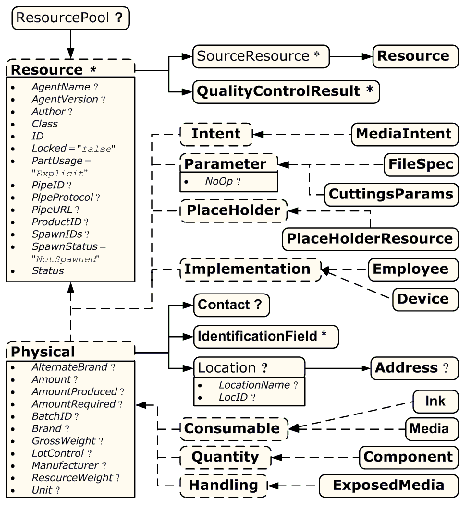 ResourcePool ?
Resource *
AgentName ?
AgentVersion ?
Author ?
Class
ID
Locked = "false"
PartUsage =
"Explicit"
PipeID ?
PipeProtocol ?
PipeURL ?
ProductID ?
SpawnIDs ?
SpawnStatus =
"NotSpawned"
Status
SourceResource *
Resource
QualityControlResult *
Intent
MediaIntent
Parameter
NoOp ?
FileSpec
CuttingsParams
PlaceHolder
PlaceHolderResource
Implementation
Employee
Device
Physical
AlternateBrand ?
Amount ?
AmountProduced ?
AmountRequired ?
BatchID ?
Brand ?
GrossWeight ?
LotControl ?
Manufacturer ?
ResourceWeight ?
Unit ?
Contact ?
IdentificationField *
Location ?
LocationName ?
LocID ?
Address ?
Consumable
Ink
Media
Quantity
Component
Handling
ExposedMedia